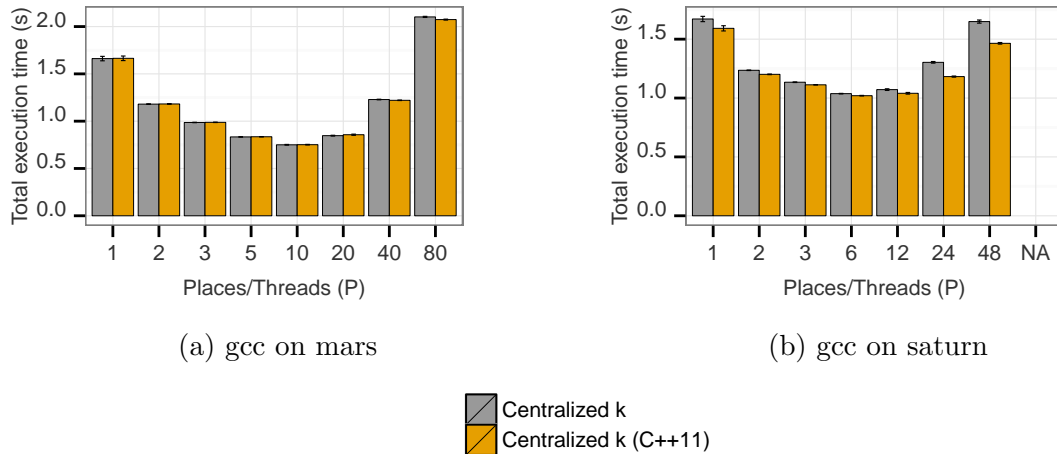 Total execution time (s)
2.0
1.5
1.0
0.5
0.0
1 2 3 5 10 20 40 80
Places/Threads (P)
(a) gcc on mars
Total execution time (s)
1.5
1.0
0.5
0.0
1 2 3 6 12 24 48 NA
Places/Threads (P)
(b) gcc on saturn
Centralized k
Centralized k (C++11)